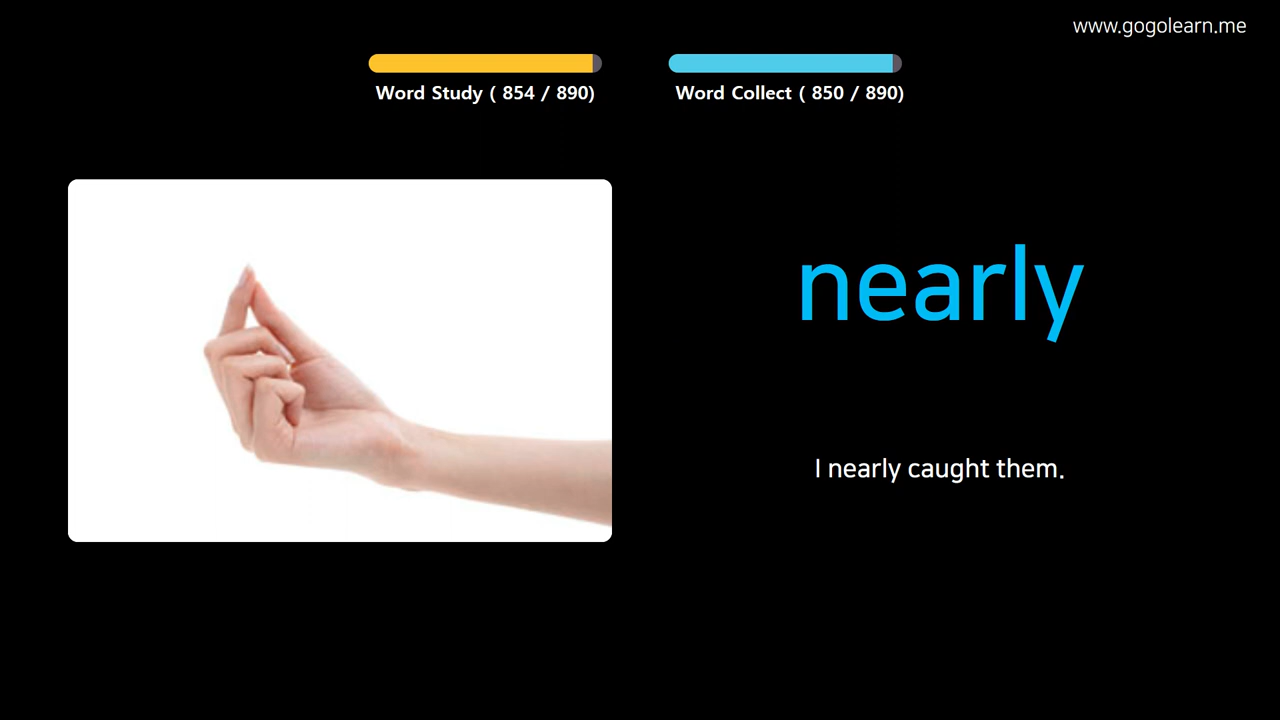 www.gogolearn.me
Word Study ( 854 / 890)
Word Collect ( 850 / 890)
nearly
I nearly caught them.